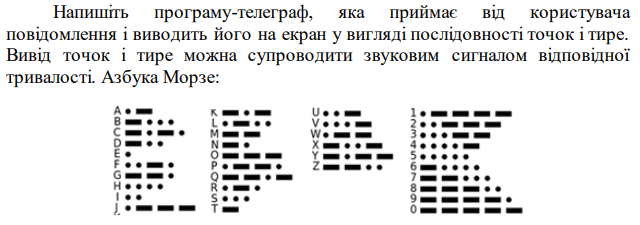 Напишіть програму-телеграф, яка приймає від користувача
повідомлення і виводить його на екран у вигляді послідовності точок і тире.
Вивід точок і тире можна супроводити звуковим сигналом відповідної
тривалості. Азбука Морзе:
A • ▬ K ▬ • ▬ U • • ▬ 1 • ▬ ▬ ▬ ▬
B ▬ • • • L • ▬ • • V • • • ▬ 2 • • ▬ ▬ ▬
C ▬ • ▬ • M ▬ ▬ W • ▬ ▬ 3 • • • ▬ ▬
D ▬ • • N ▬ • X ▬ • • ▬ 4 • • • • ▬
E • O ▬ ▬ ▬ Y ▬ • ▬ ▬ 5 • • • • •
F • • ▬ • P • ▬ ▬ • Z ▬ ▬ • • 6 ▬ • • • •
G ▬ ▬ • Q ▬ ▬ • ▬ 7 ▬ ▬ • • •
H • • • • R • ▬ • 8 ▬ ▬ ▬ • •
I • • S • • • 9 ▬ ▬ ▬ ▬ •
J • ▬ ▬ ▬ T ▬ 0 ▬ ▬ ▬ ▬ ▬